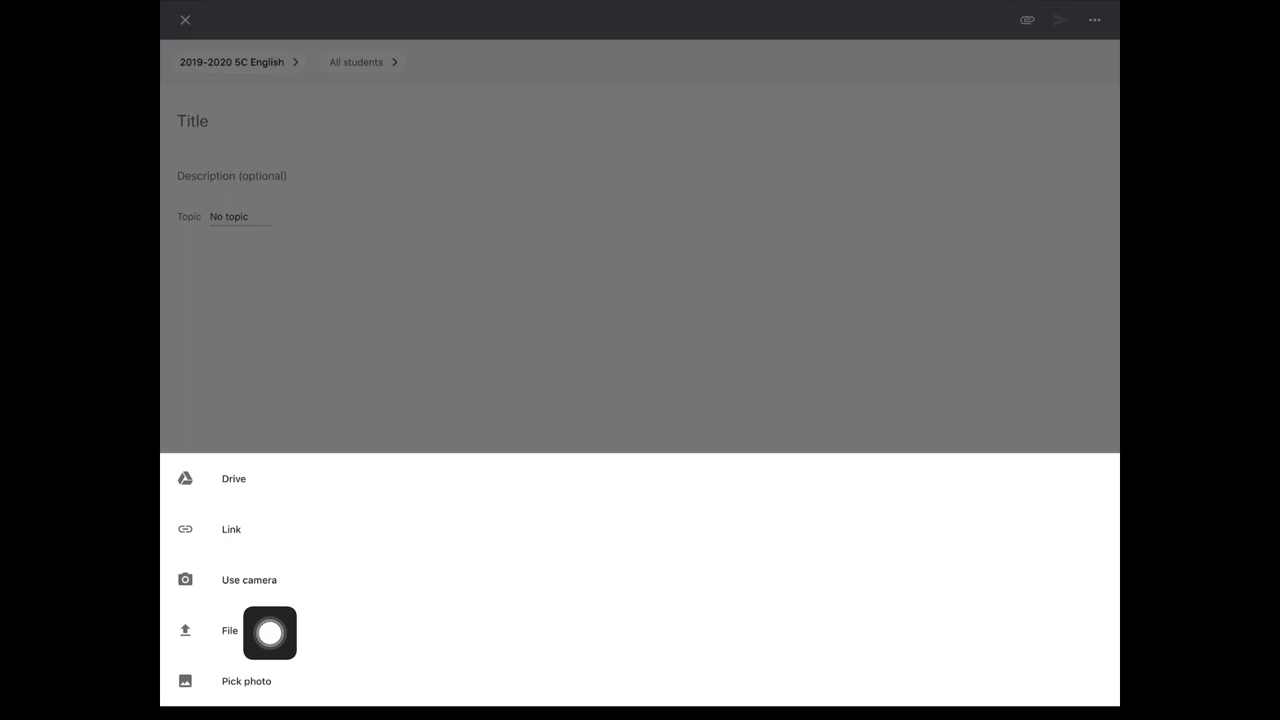 2019-2020 5C English
All students
Title
Description (optional)
Topic No topic
Drive
Link
Use camera
File
Pick photo